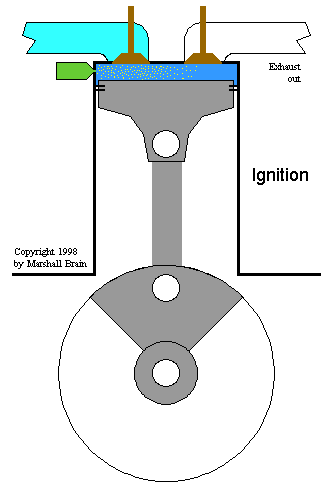 Exhaust
out
Ignition
Copyright 1998
by Marshall Brain